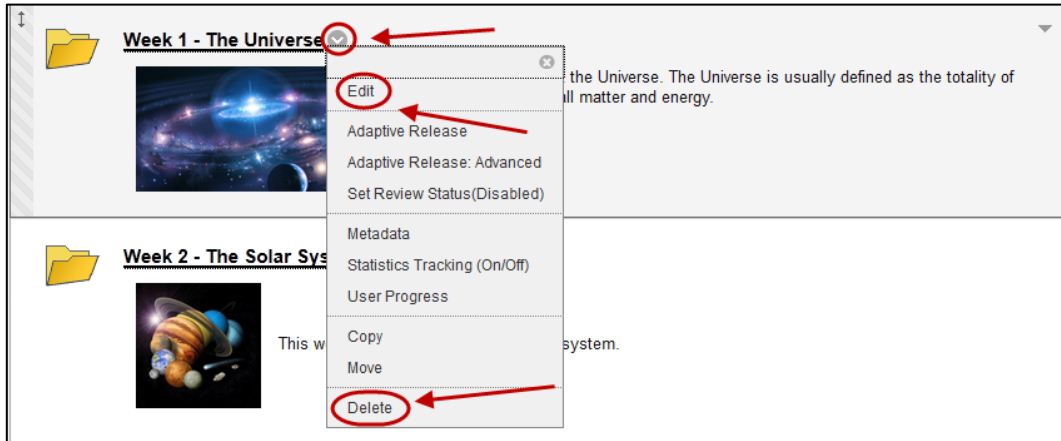 Week 1 - The Universe
the Universe. The Universe is usually defined as the totality of
all matter and energy.
Edit
Adaptive Release
Adaptive Release: Advanced
Set Review Status(Disabled)
Metadata
Statistics Tracking (On/Off)
User Progress
Copy
Move
Delete
Week 2 - The Solar Sys
This w
system.